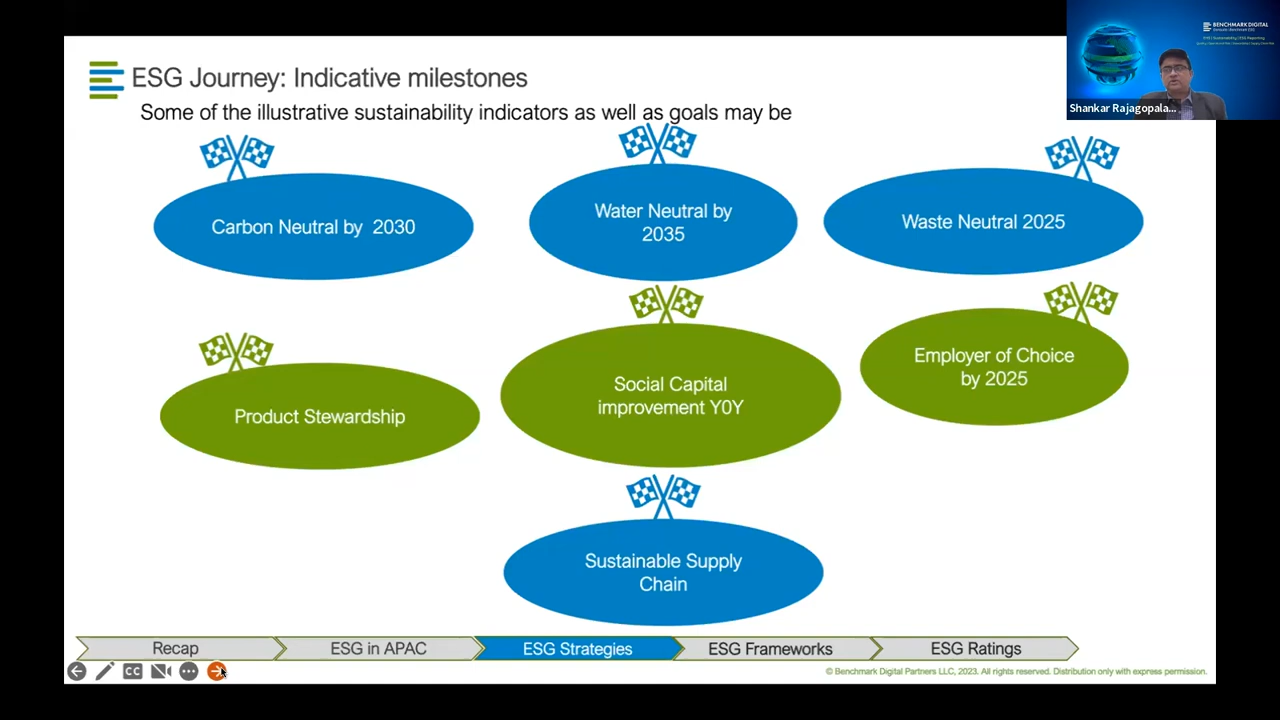 BENCHMARK DIGITAL
Shankar Rajagopala...
ESG Journey: Indicative milestones
Some of the illustrative sustainability indicators as well as goals may be
Carbon Neutral by 2030
Water Neutral by
2035
Waste Neutral 2025
Product Stewardship
Social Capital
improvement Y0Y
Employer of Choice
by 2025
Sustainable Supply
Chain
Recap
ESG in APAC
ESG Strategies
ESG Frameworks
ESG Ratings
CC
© Benchmark Digital Partners LLC, 2023. All rights reserved. Distribution only with express permission.